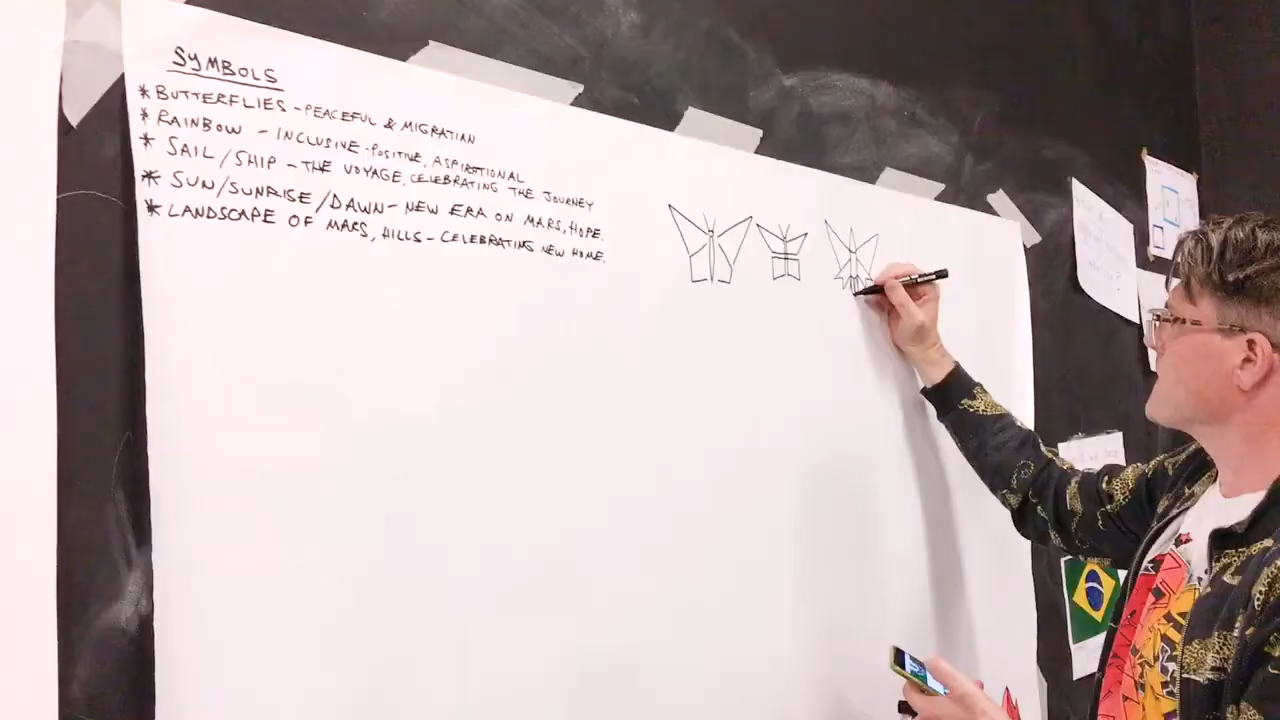 SYMBOLS
* BUTTERFLIES - PEACEFUL & MIGRATIAN
* RAINBOW - INCLUSIVE - POSITIVE, ASPIRATIONAL
* SAIL / SHIP - THE VOYAGE, CELEBRATING THE JOURNEY
* SUN/SUNRISE/DAWN - NEW ERA ON MARS, HOPE.
* LANDSCAPE OF MARS, HILLS - CELEBRATING NEW HOME.